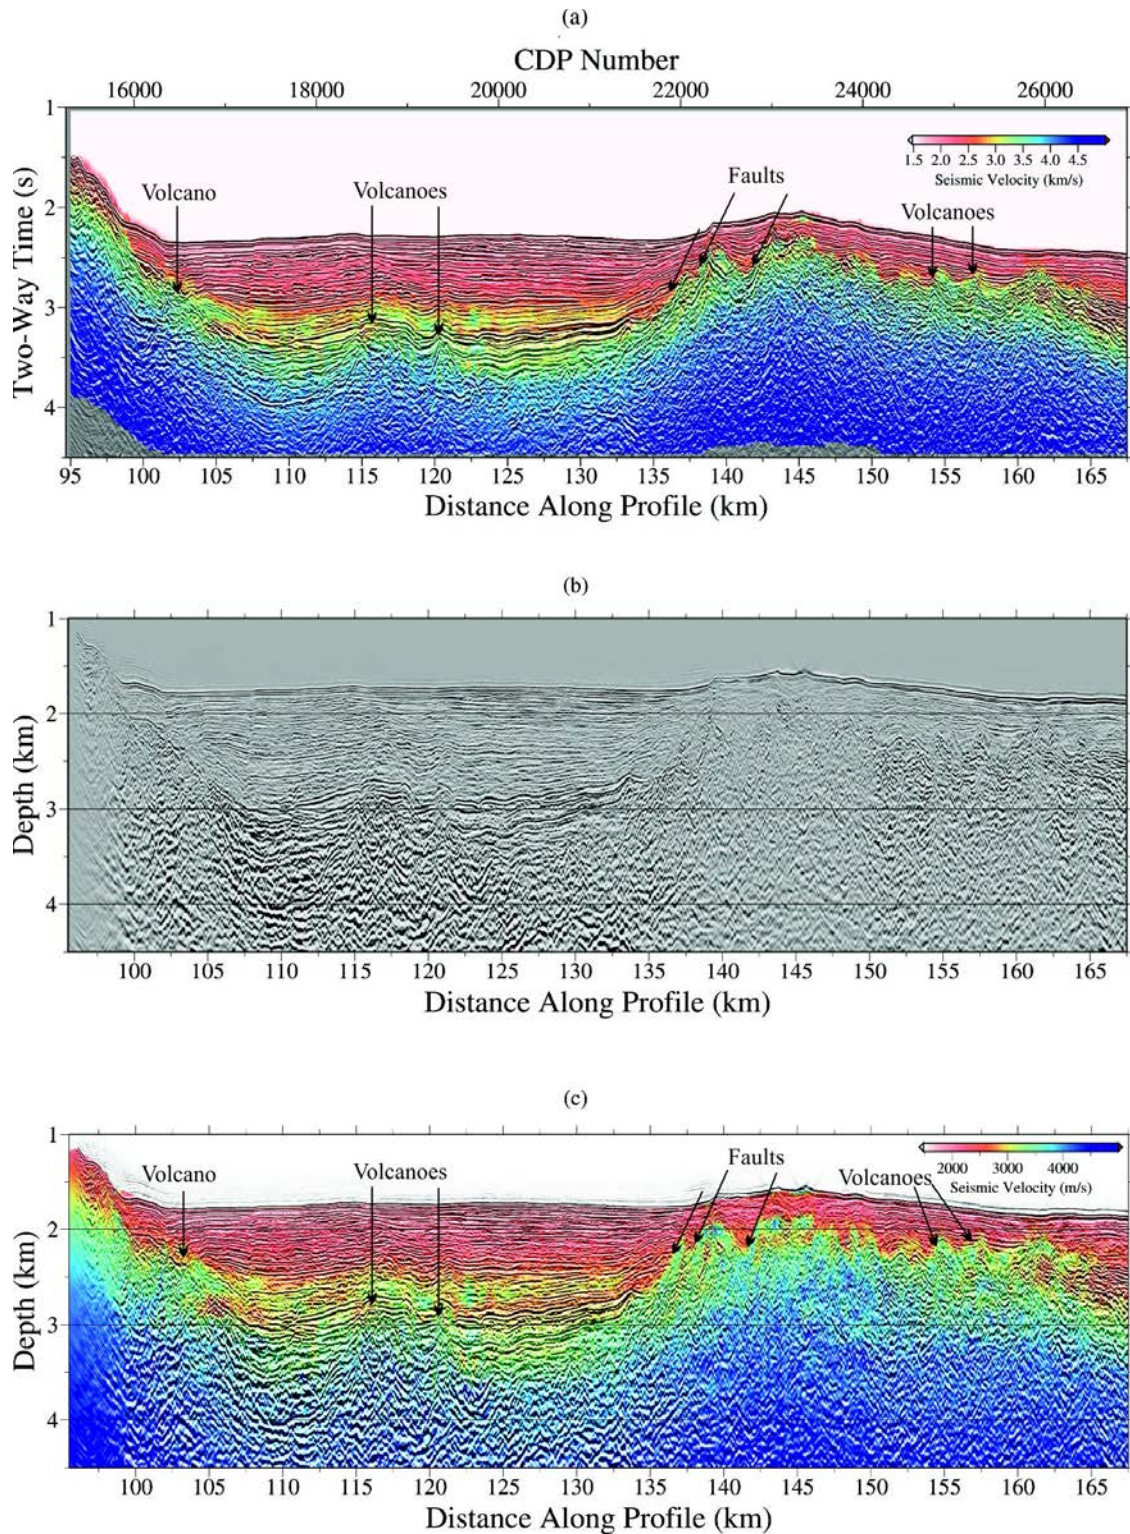 (a)
CDP Number
16000 18000 20000 22000 24000 26000
1
1.5 2.0 2.5 3.0 3.5 4.0 4.5
Seismic Velocity (km/s)
Faults
Volcano
Volcanoes
Volcanoes
2
3
4
Two-Way Time (s)
95 100 105 110 115 120 125 130 135 140 145 150 155 160 165
Distance Along Profile (km)
(b)
1
2
3
4
Depth (km)
100 105 110 115 120 125 130 135 140 145 150 155 160 165
Distance Along Profile (km)
(c)
1
2000 3000 4000
Seismic Velocity (m/s)
Faults
Volcano
Volcanoes
Volcanoes
2
3
4
Depth (km)
100 105 110 115 120 125 130 135 140 145 150 155 160 165
Distance Along Profile (km)